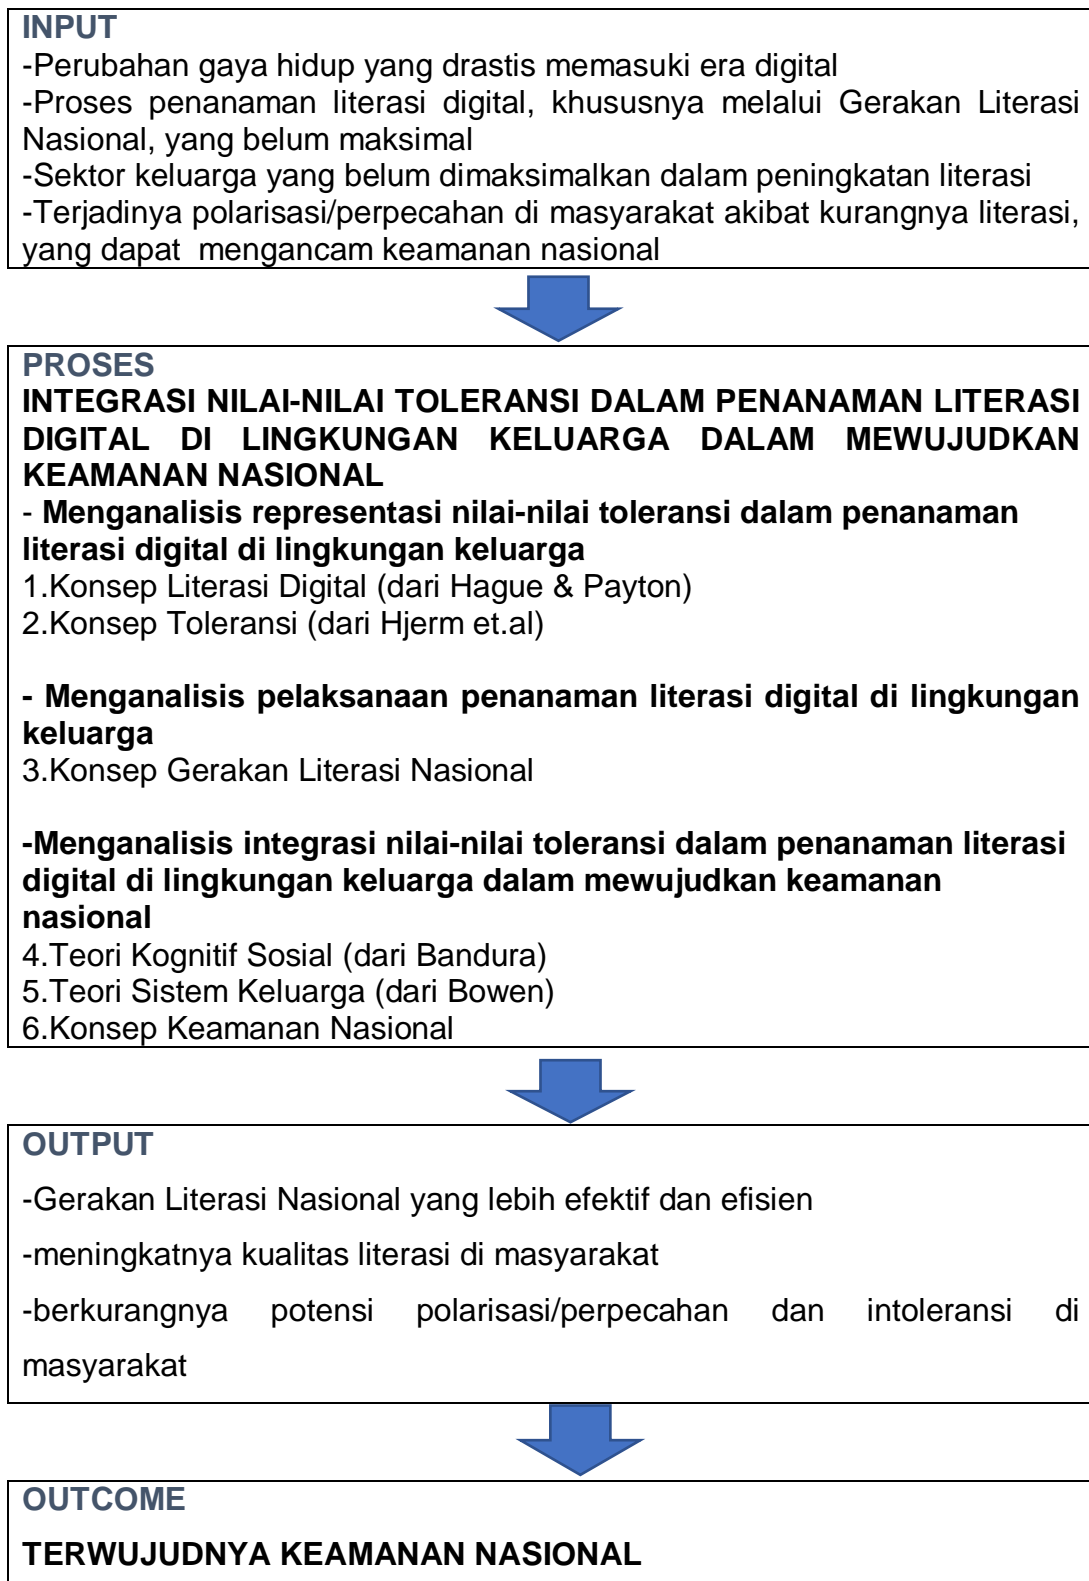 INPUT
-Perubahan gaya hidup yang drastis memasuki era digital
-Proses penanaman literasi digital, khususnya melalui Gerakan Literasi
Nasional, yang belum maksimal
-Sektor keluarga yang belum dimaksimalkan dalam peningkatan literasi
-Terjadinya polarisasi/perpecahan di masyarakat akibat kurangnya literasi,
yang dapat mengancam keamanan nasional
PROSES
INTEGRASI NILAI-NILAI TOLERANSI DALAM PENANAMAN LITERASI
DIGITAL DI LINGKUNGAN KELUARGA DALAM MEWUJUDKAN
KEAMANAN NASIONAL
- Menganalisis representasi nilai-nilai toleransi dalam penanaman
literasi digital di lingkungan keluarga
1.Konsep Literasi Digital (dari Hague & Payton)
2.Konsep Toleransi (dari Hjerm et.al)
- Menganalisis pelaksanaan penanaman literasi digital di lingkungan
keluarga
3.Konsep Gerakan Literasi Nasional
-Menganalisis integrasi nilai-nilai toleransi dalam penanaman literasi
digital di lingkungan keluarga dalam mewujudkan keamanan
nasional
4.Teori Kognitif Sosial (dari Bandura)
5.Teori Sistem Keluarga (dari Bowen)
6.Konsep Keamanan Nasional
OUTPUT
-Gerakan Literasi Nasional yang lebih efektif dan efisien
-meningkatnya kualitas literasi di masyarakat
-berkurangnya potensi polarisasi/perpecahan dan intoleransi di
masyarakat
OUTCOME
TERWUJUDNYA KEAMANAN NASIONAL